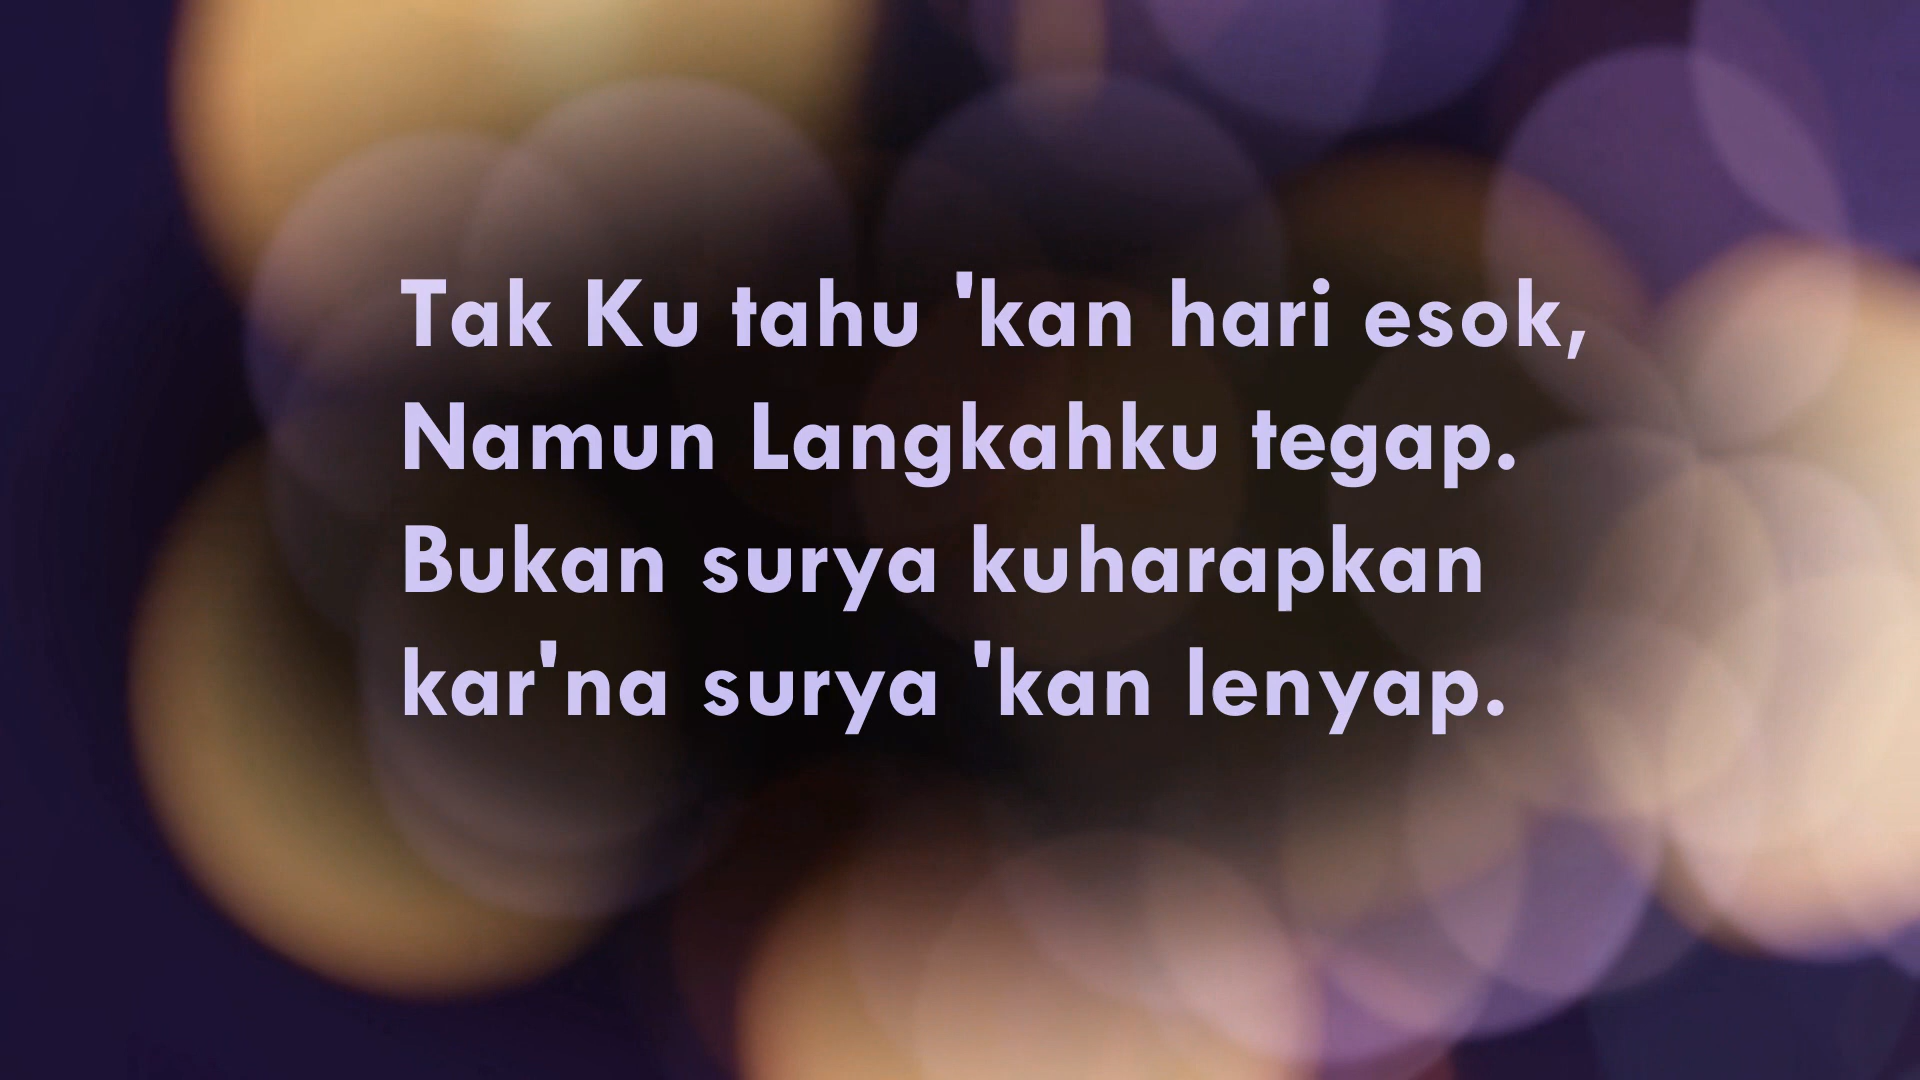 Tak Ku tahu 'kan hari esok,
Namun Langkahku tegap.
Bukan surya kuharapkan
kar'na surya 'kan lenyap.